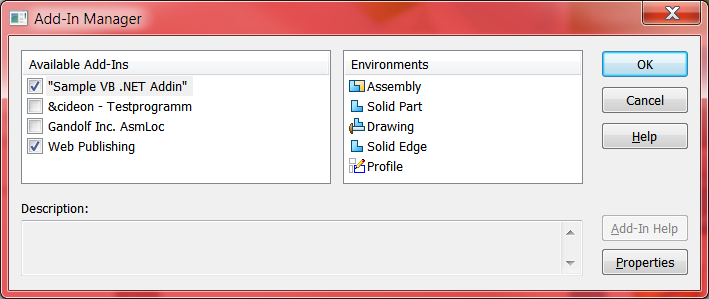 Add-In Manager
Available Add-Ins
"Sample VB .NET Addin"
&cideon - Testprogramm
Gandolf Inc. AsmLoc
Web Publishing
Environments
Assembly
Solid Part
Drawing
Solid Edge
Profile
OK
Cancel
Help
Description:
Add-In Help
Properties